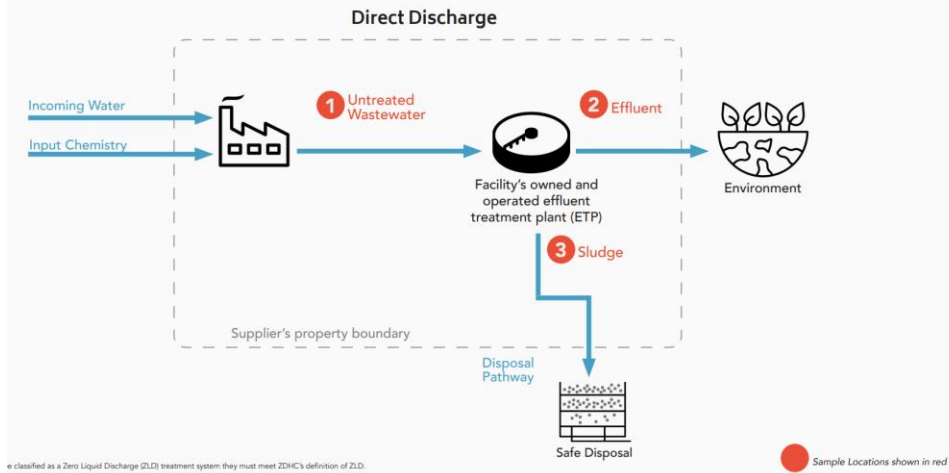 Direct Discharge
Incoming Water
Input Chemistry
1 Untreated
Wastewater
2 Effluent
Facility's owned and
operated effluent
treatment plant (ETP)
Environment
3 Sludge
Supplier's property boundary
Disposal
Pathway
Safe Disposal
e classified as a Zero Liquid Discharge (ZLD) treatment system they must meet ZDHC's definition of ZLD.
Sample Locations shown in red